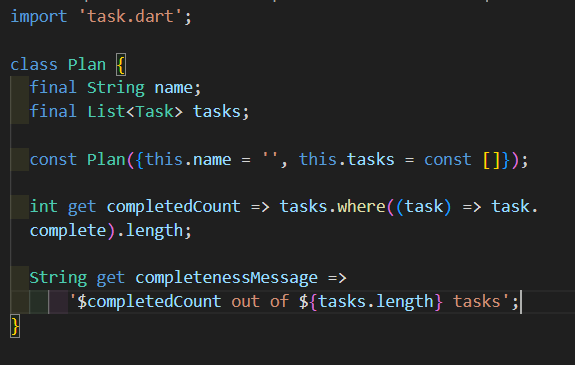 import 'task.dart';
class Plan {
final String name;
final List<Task> tasks;
const Plan({this.name = '', this.tasks = const []});
int get completedCount => tasks.where((task) => task.
complete).length;
String get completenessMessage =>
'$completedCount out of ${tasks.length} tasks';
}